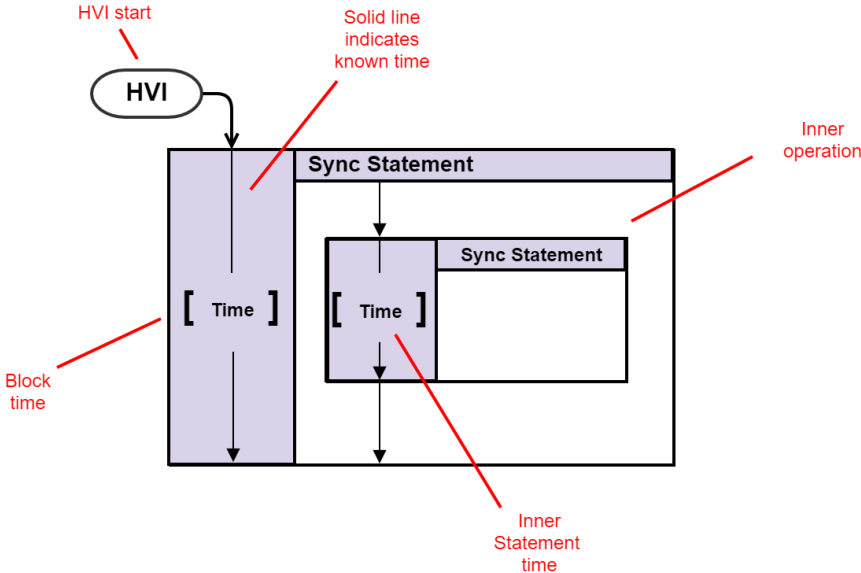 HVI start
Solid line
indicates
known time
HVI
Inner
operation
Sync Statement
Sync Statement
[ Time ]
[ Time ]
Block
time
Inner
Statement
time